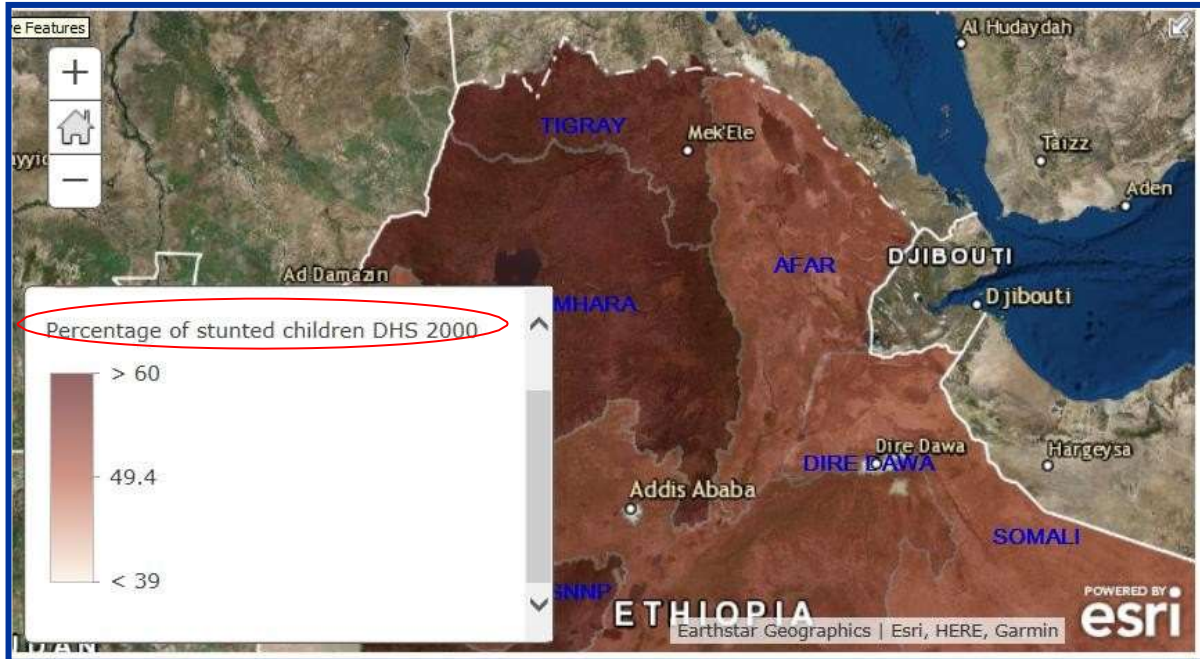 e Features
Al Hudaydah
TIGRAY
Mek'Ele
Taizz
Aden
AFAR
DJIBOUTI
Ad Damazin
Djibouti
MHARA
Percentage of stunted children DHS 2000
> 60
49.4
< 39
Dire Dawa
DIRE DAWA
Hargeysa
Addis Ababa
SOMALI
SNNP
ETHIOPIA
POWERED BY
esri
Earthstar Geographics | Esri, HERE, Garmin